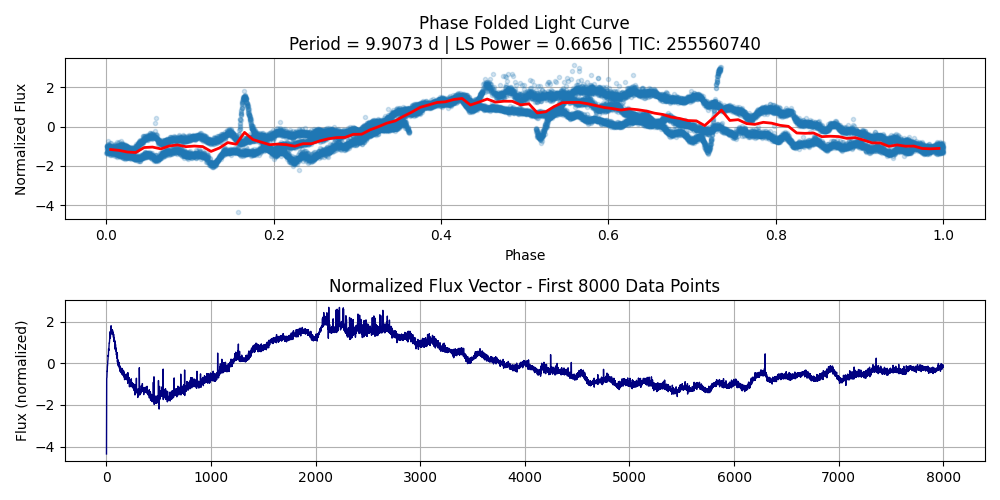 Phase Folded Light Curve
Period = 9.9073 d | LS Power = 0.6656 | TIC: 255560740
Normalized Flux
2
0
−2
−4
0.0 0.2 0.4 0.6 0.8 1.0
Phase
Normalized Flux Vector - First 8000 Data Points
Flux (normalized)
2
0
−2
−4
0 1000 2000 3000 4000 5000 6000 7000 8000